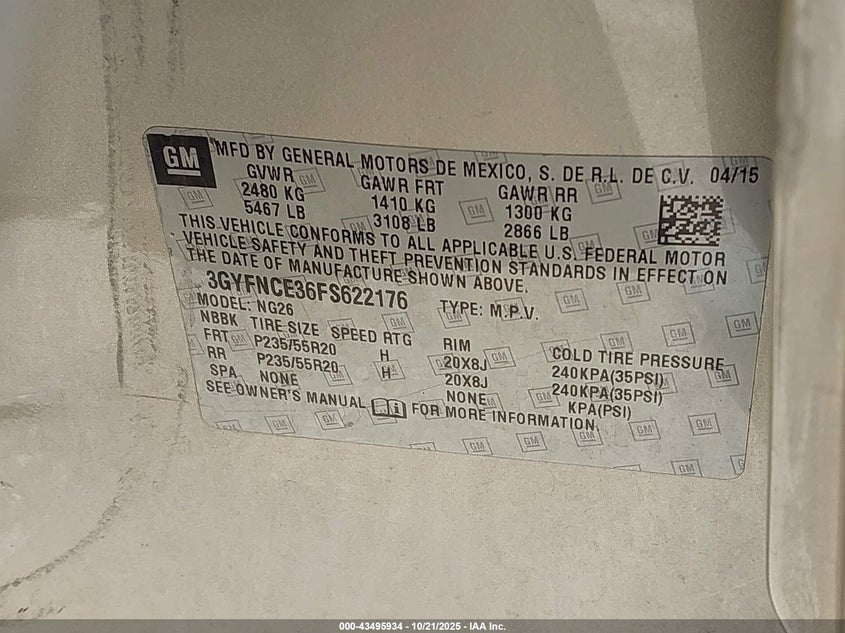 GM
MFD BY GENERAL MOTORS DE MEXICO, S. DE R.L. DE C.V. 04/15
GVWR GAWR FRT GAWR RR
2480 KG 1410 KG 1300 KG
5467 LB 3108 LB 2866 LB
THIS VEHICLE CONFORMS TO ALL APPLICABLE U.S. FEDERAL MOTOR
VEHICLE SAFETY AND THEFT PREVENTION STANDARDS IN EFFECT ON
THE DATE OF MANUFACTURE SHOWN ABOVE.
3GYFNCE36FS622176 TYPE: M.P.V.
MODEL: NG26
NBBK TIRE SIZE SPEED RTG RIM COLD TIRE PRESSURE
FRT P235/55R20 H 20X8J 240KPA(35PSI)
RR P235/55R20 H 20X8J 240KPA(35PSI)
SPA NONE NONE KPA(PSI)
SEE OWNER'S MANUAL FOR MORE INFORMATION.
000-43495934 - 10/21/2025 - IAA Inc.